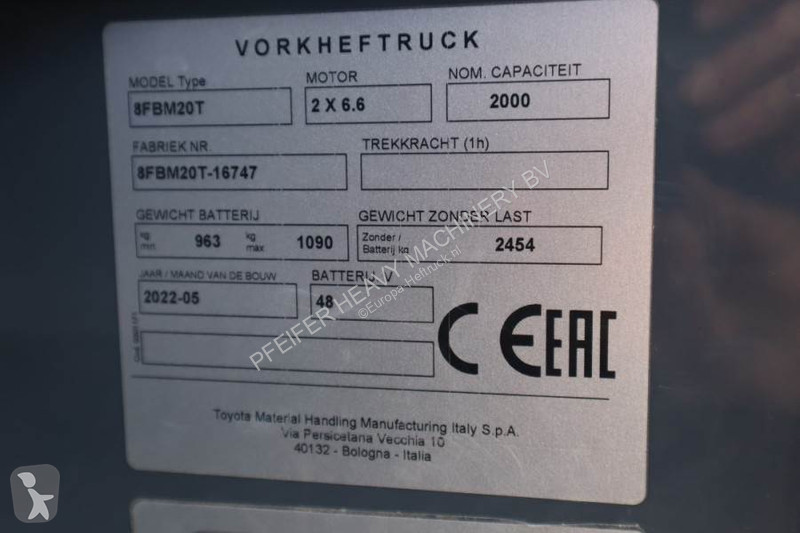 VORKHEFTRUCK
MODEL Type MOTOR NOM. CAPACITEIT
8FBM20T 2 X 6.6 2000
FABRIEK NR. TREKKRACHT (1h)
8FBM20T-16747
GEWICHT BATTERIJ GEWICHT ZONDER LAST
kg min 963 kg max 1090 Zonder / Batterij kg 2454
JAAR / MAAND VAN DE BOUW BATTERIJ V
2022-05 48
CE EAC
Toyota Material Handling Manufacturing Italy S.p.A.
Via Persicetana Vecchia 10
40132 - Bologna - Italia
PFEIFER HEAVY MACHINERY BV
©Europa-Heftruck.nl